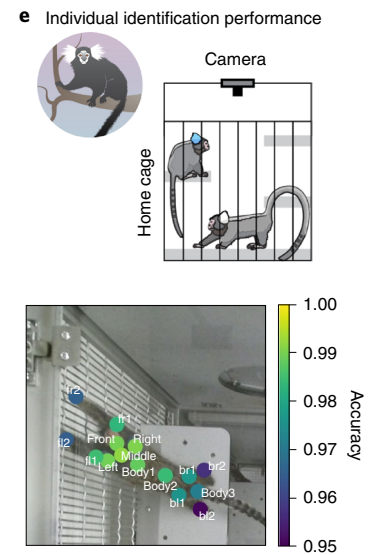 e Individual identification performance
Camera
Home cage
1.00
0.99
0.98
0.97
0.96
0.95
Accuracy
fr2
fr1
fl2
Front
Right
fl1
Left
Middle
Body1
Body2
br1
br2
bl1
Body3
bl2